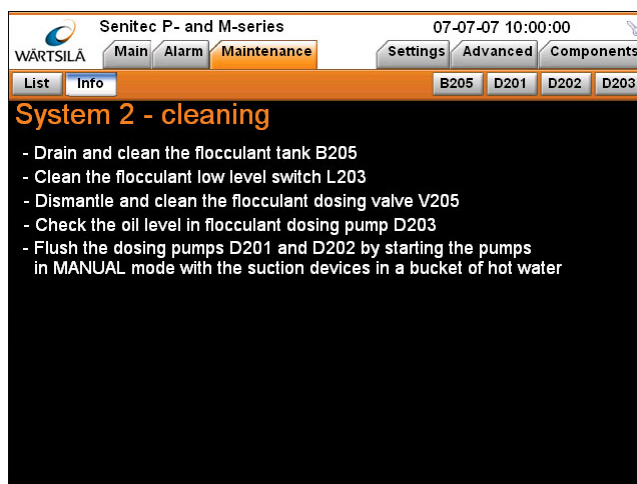 Senitec P- and M-series 07-07-07 10:00:00
WÄRTSILÄ Main Alarm Maintenance Settings Advanced Components
List Info B205 D201 D202 D203
System 2 - cleaning
- Drain and clean the flocculant tank B205
- Clean the flocculant low level switch L203
- Dismantle and clean the flocculant dosing valve V205
- Check the oil level in flocculant dosing pump D203
- Flush the dosing pumps D201 and D202 by starting the pumps
in MANUAL mode with the suction devices in a bucket of hot water